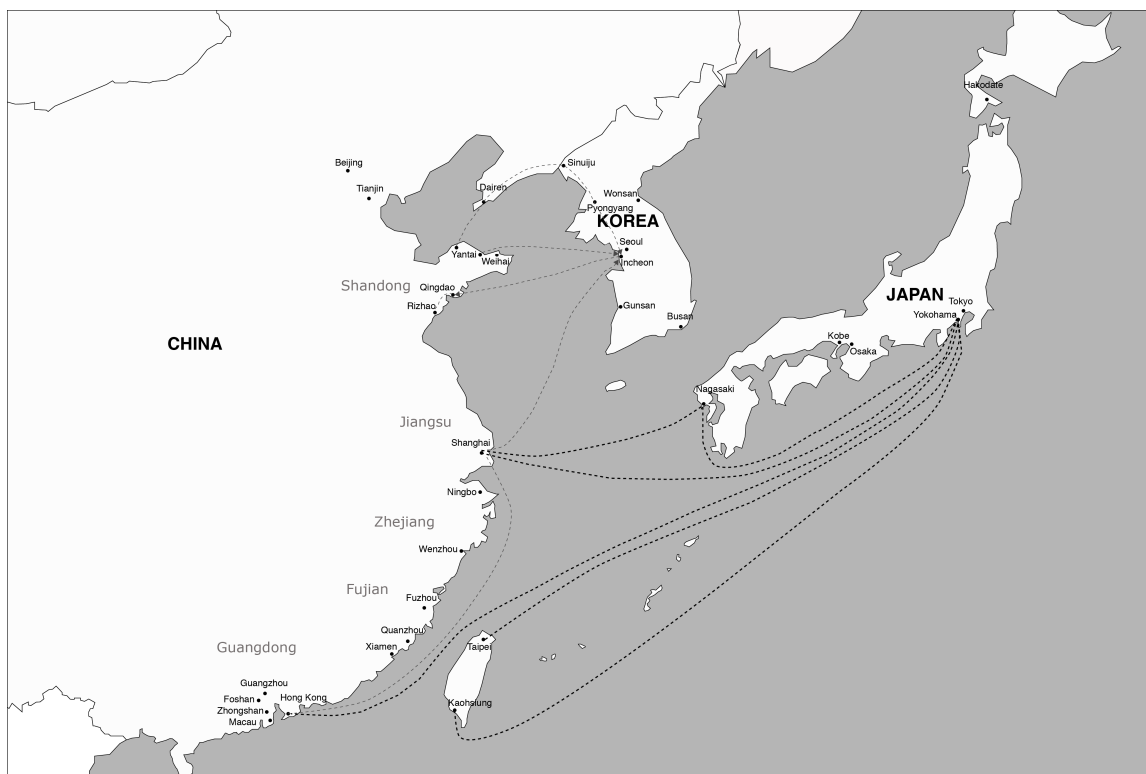 Hakodate
Beijing
Sinuiju
Tianjin
Dairen
Wonsan
Pyongyang
KOREA
Seoul
Yantai
Weihai
Incheon
Shandong
Qingdao
JAPAN
Tokyo
Rizhao
Gunsan
Yokohama
Busan
CHINA
Kobe
Osaka
Nagasaki
Jiangsu
Shanghai
Ningbo
Zhejiang
Wenzhou
Fujian
Fuzhou
Quanzhou
Guangdong
Xiamen
Taipei
Guangzhou
Foshan
Hong Kong
Kaohsiung
Zhongshan
Macau